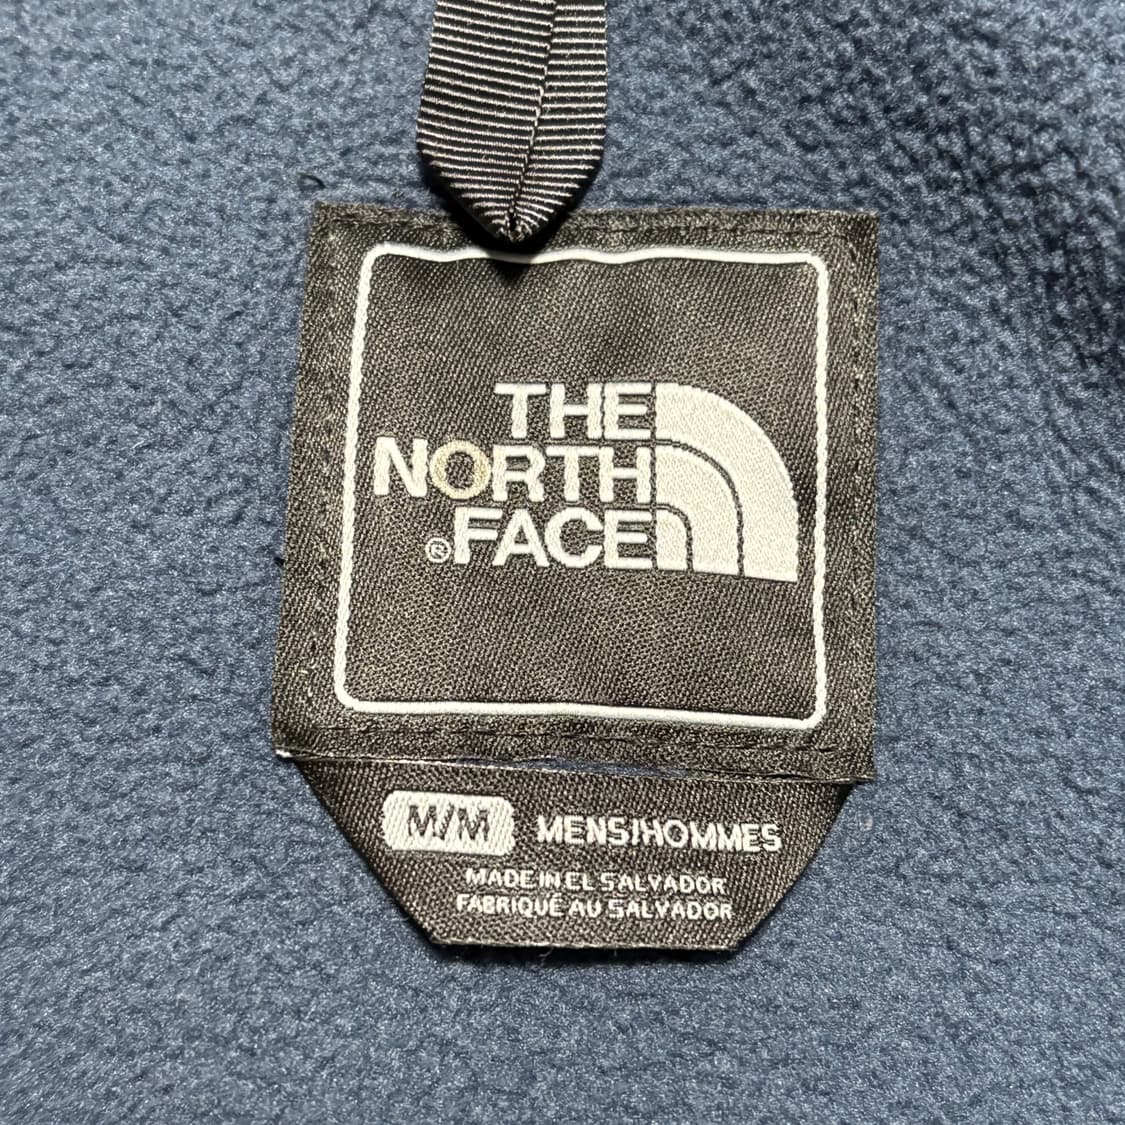 THE
NORTH
®FACE
M/M MENS/HOMMES
MADE IN EL SALVADOR
FABRIQUÉ AU SALVADOR